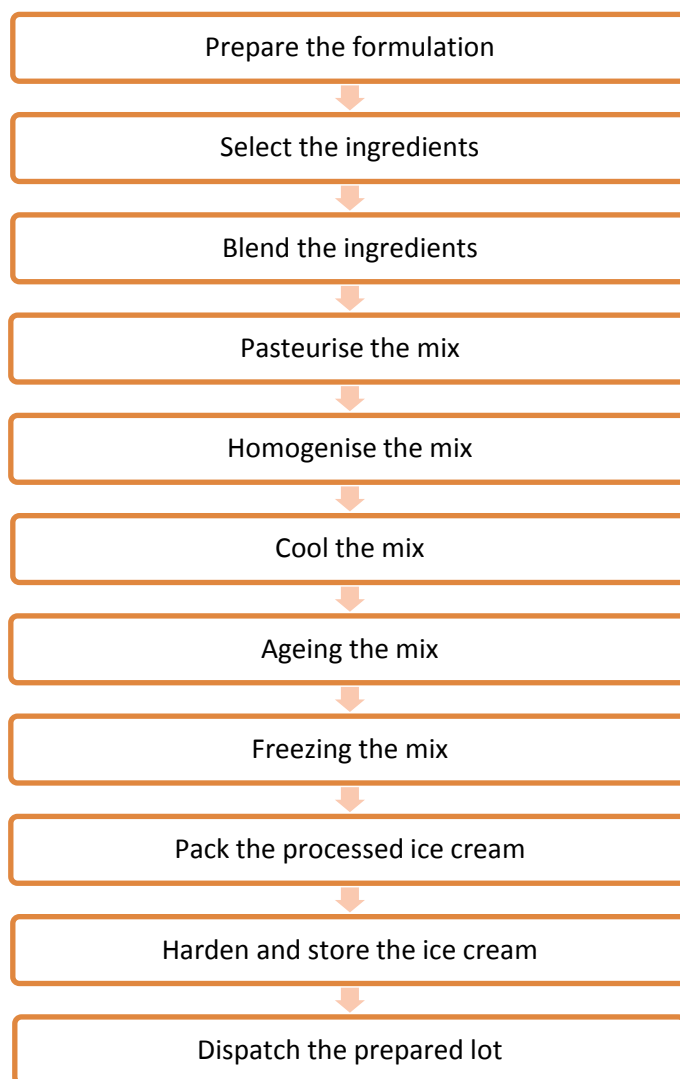 Prepare the formulation
Select the ingredients
Blend the ingredients
Pasteurise the mix
Homogenise the mix
Cool the mix
Ageing the mix
Freezing the mix
Pack the processed ice cream
Harden and store the ice cream
Dispatch the prepared lot